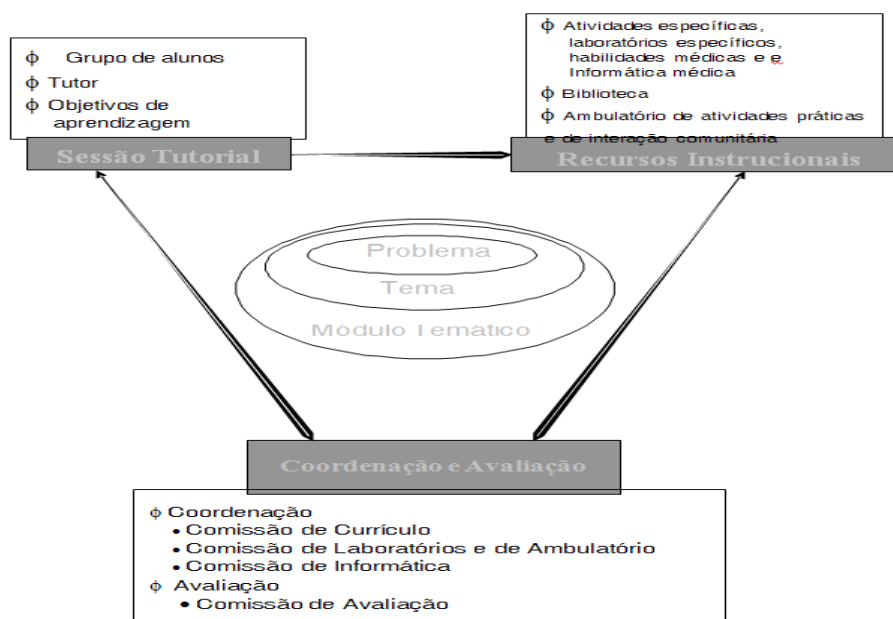 ϕ Grupo de alunos
ϕ Tutor
ϕ Objetivos de
aprendizagem
Sessão Tutorial
ϕ Atividades específicas,
laboratórios específicos,
habilidades médicas e e
Informática médica
ϕ Biblioteca
ϕ Ambulatório de atividades práticas
e de interação comunitária
Recursos Instrucionais
Problema
Tema
Módulo Temático
Coordenação e Avaliação
ϕ Coordenação
• Comissão de Currículo
• Comissão de Laboratórios e de Ambulatório
• Comissão de Informática
ϕ Avaliação
• Comissão de Avaliação